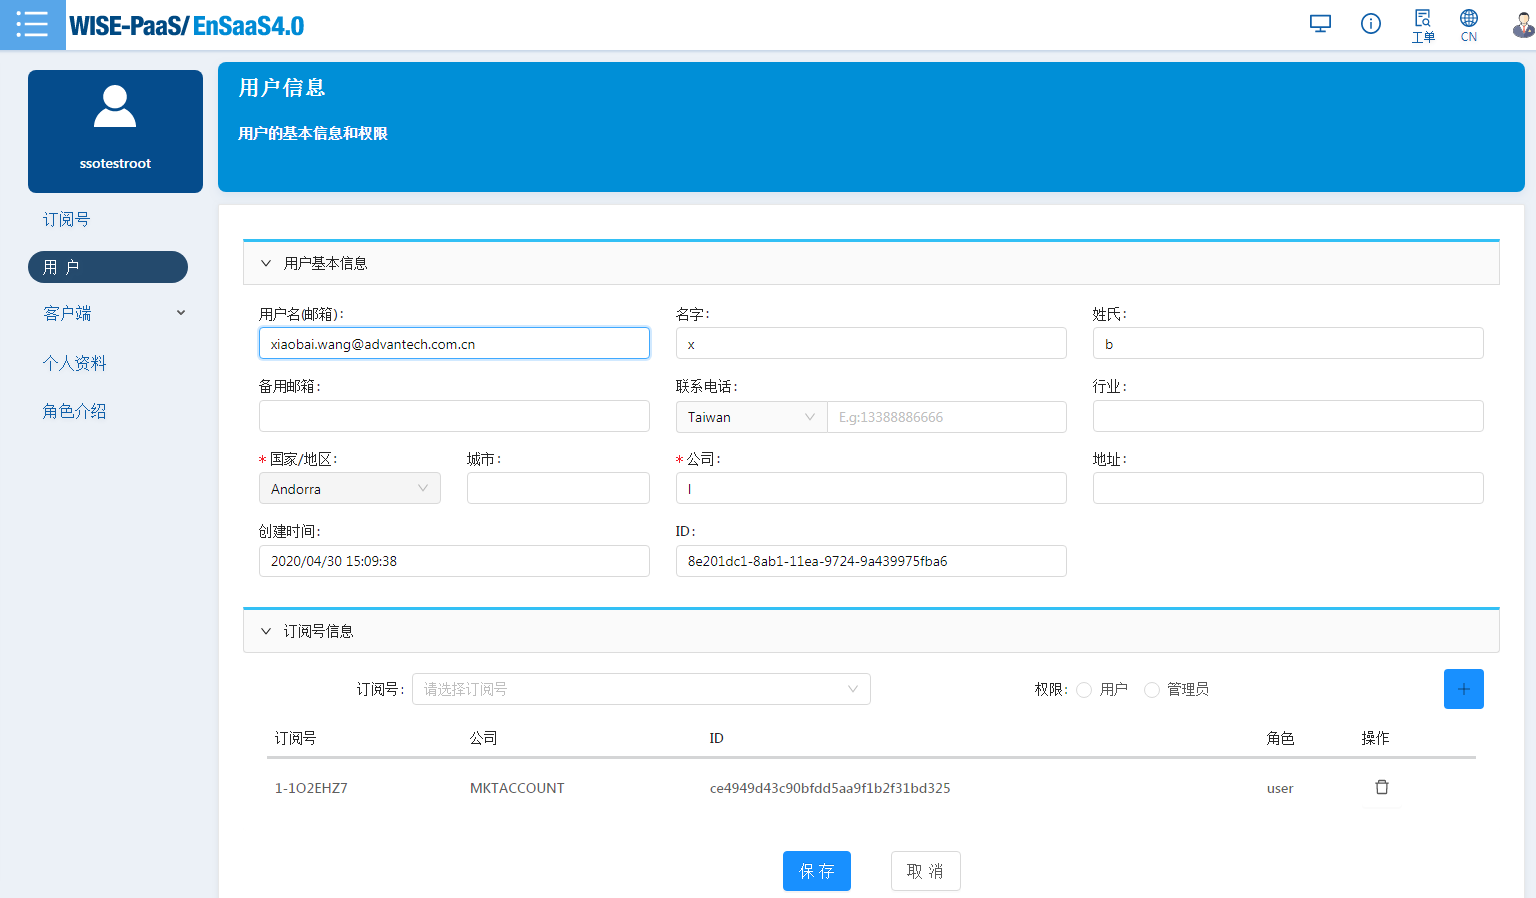 WISE-PaaS/ EnSaaS4.0
工单
CN
ssotestroot
订阅号
用 户
客户端
个人资料
角色介绍
用户信息
用户的基本信息和权限
用户基本信息
用户名(邮箱): 名字: 姓氏:
xiaobai.wang@advantech.com.cn x b
备用邮箱: 联系电话: 行业:
Taiwan E.g:13388886666
* 国家/地区: 城市: * 公司: 地址:
Andorra l
创建时间: ID:
2020/04/30 15:09:38 8e201dc1-8ab1-11ea-9724-9a439975fba6
订阅号信息
订阅号: 请选择订阅号 权限: 用户 管理员 +
订阅号 公司 ID 角色 操作
1-1O2EHZ7 MKTACCOUNT ce4949d43c90bfdd5aa9f1b2f31bd325 user
保 存 取 消